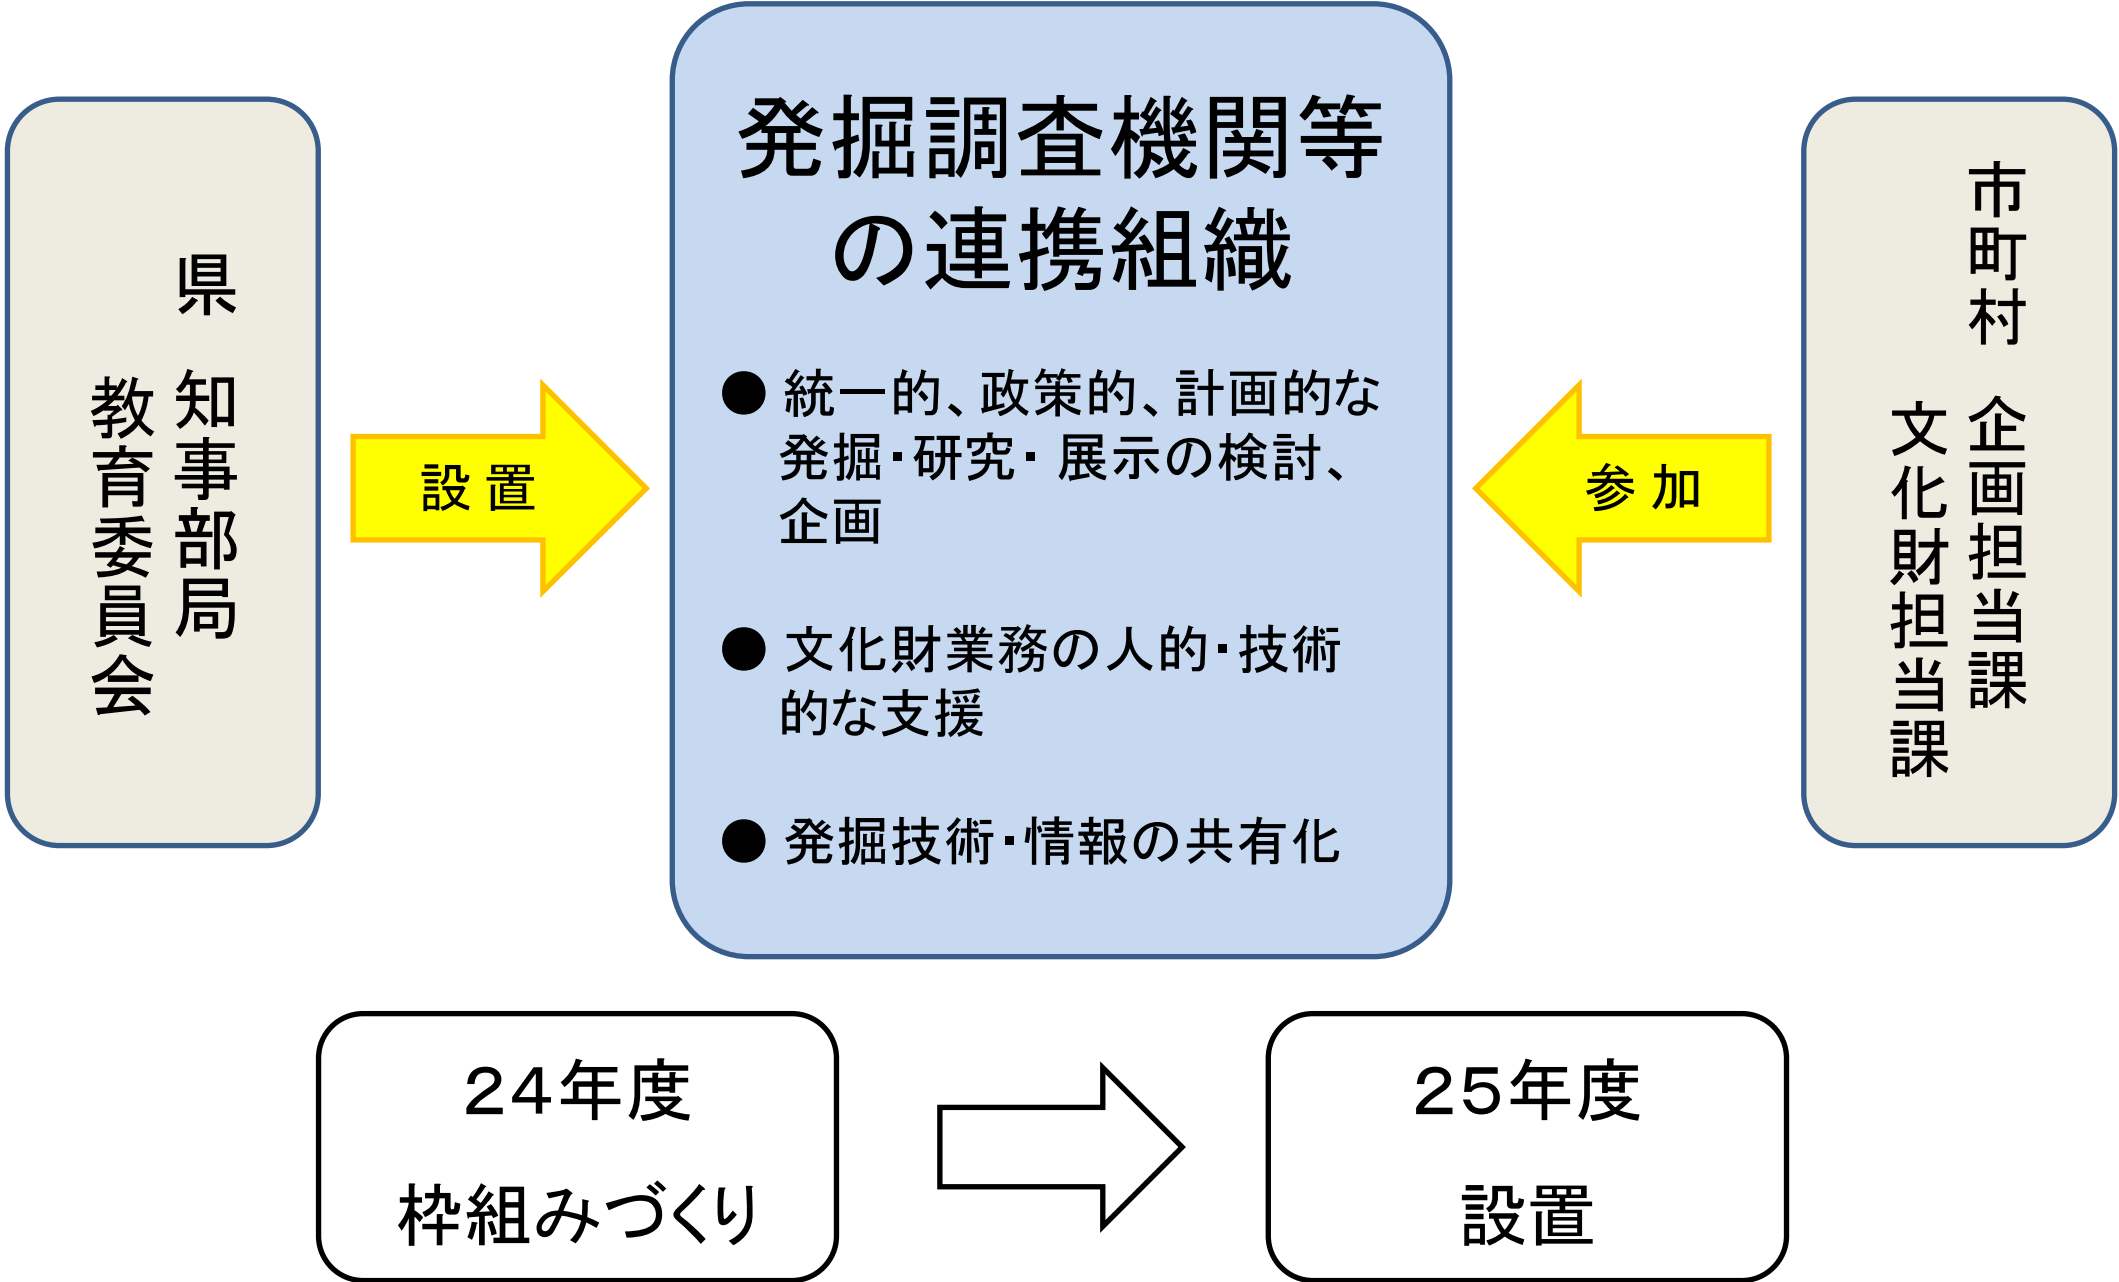 発掘調査機関等
の連携組織
県　知事部局
教育委員会
設 置
● 統一的、政策的、計画的な
発掘・研究・ 展示の検討、
企画
● 文化財業務の人的・技術
的な支援
● 発掘技術・情報の共有化
参 加
市町村　企画担当課
文化財担当課
２４年度
枠組みづくり
２５年度
設置